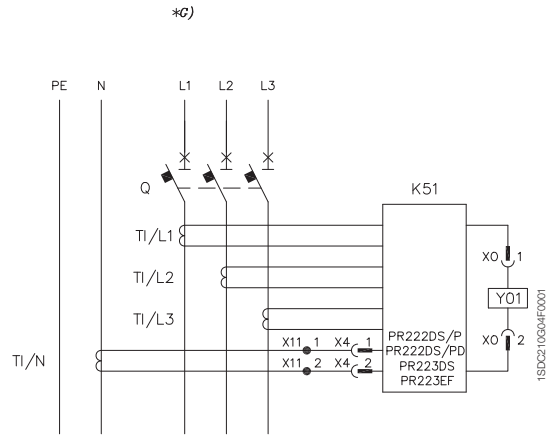 *G)
PE N L1 L2 L3
Q
K51
TI/L1
X0 1
TI/L2
Y01
TI/L3
X0 2
PR222DS/P
X11 1 X4 1 PR222DS/PD
TI/N
X11 2 X4 2 PR223DS
PR223EF
1SDC210G04F0001